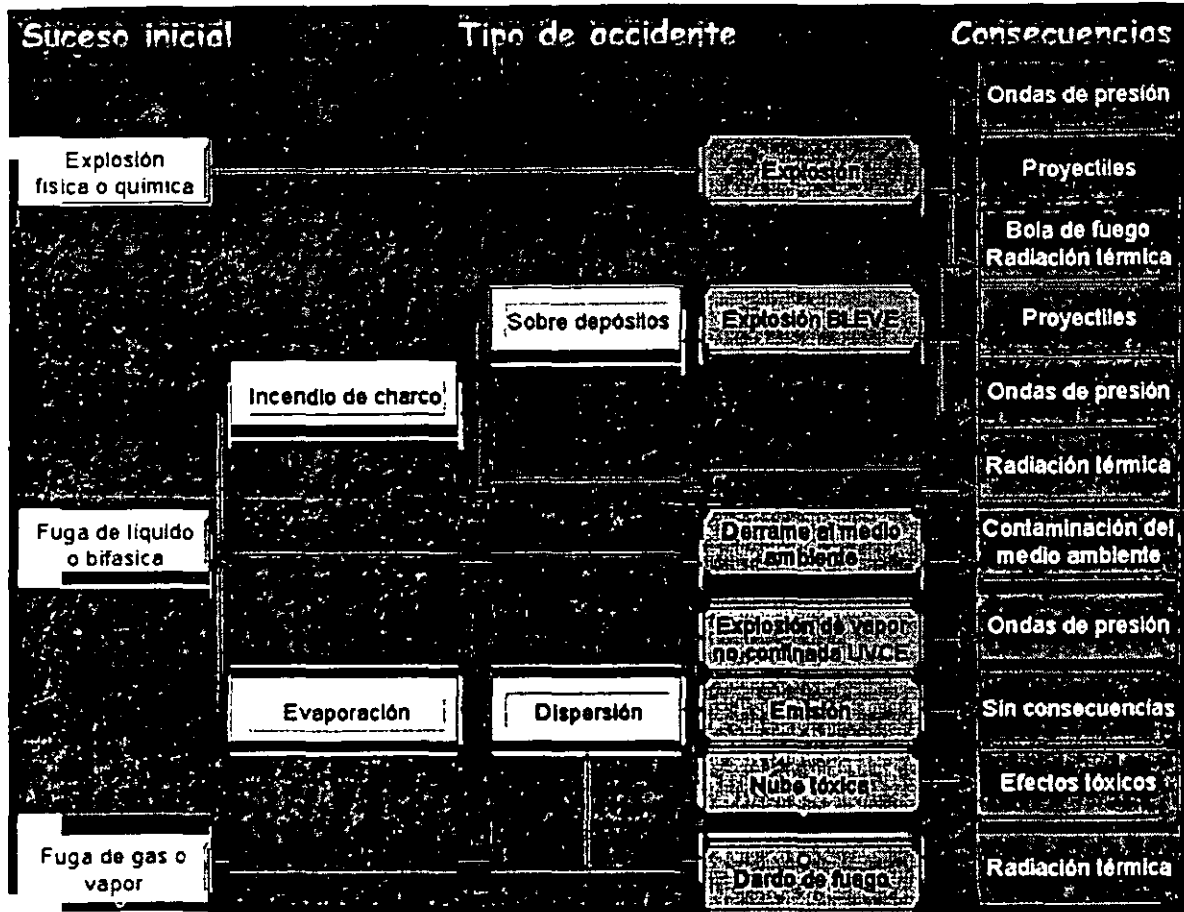 Suceso inicial
Tipo de accidente
Consecuencias
Ondas de presión
Explosión
física o química
Explosión
Proyectiles
Bola de fuego
Radiación térmica
Sobre depósitos
Explosión BLEVE
Proyectiles
Incendio de charco
Ondas de presión
Radiación térmica
Fuga de líquido
o bifasica
Derrame al medio
ambiente
Contaminación del
medio ambiente
Explosión de vapor
no confinada UVCE
Ondas de presión
Evaporación
Dispersión
Emisión
Sin consecuencias
Nube tóxica
Efectos tóxicos
Fuga de gas o
vapor
Dardo de fuego
Radiación térmica